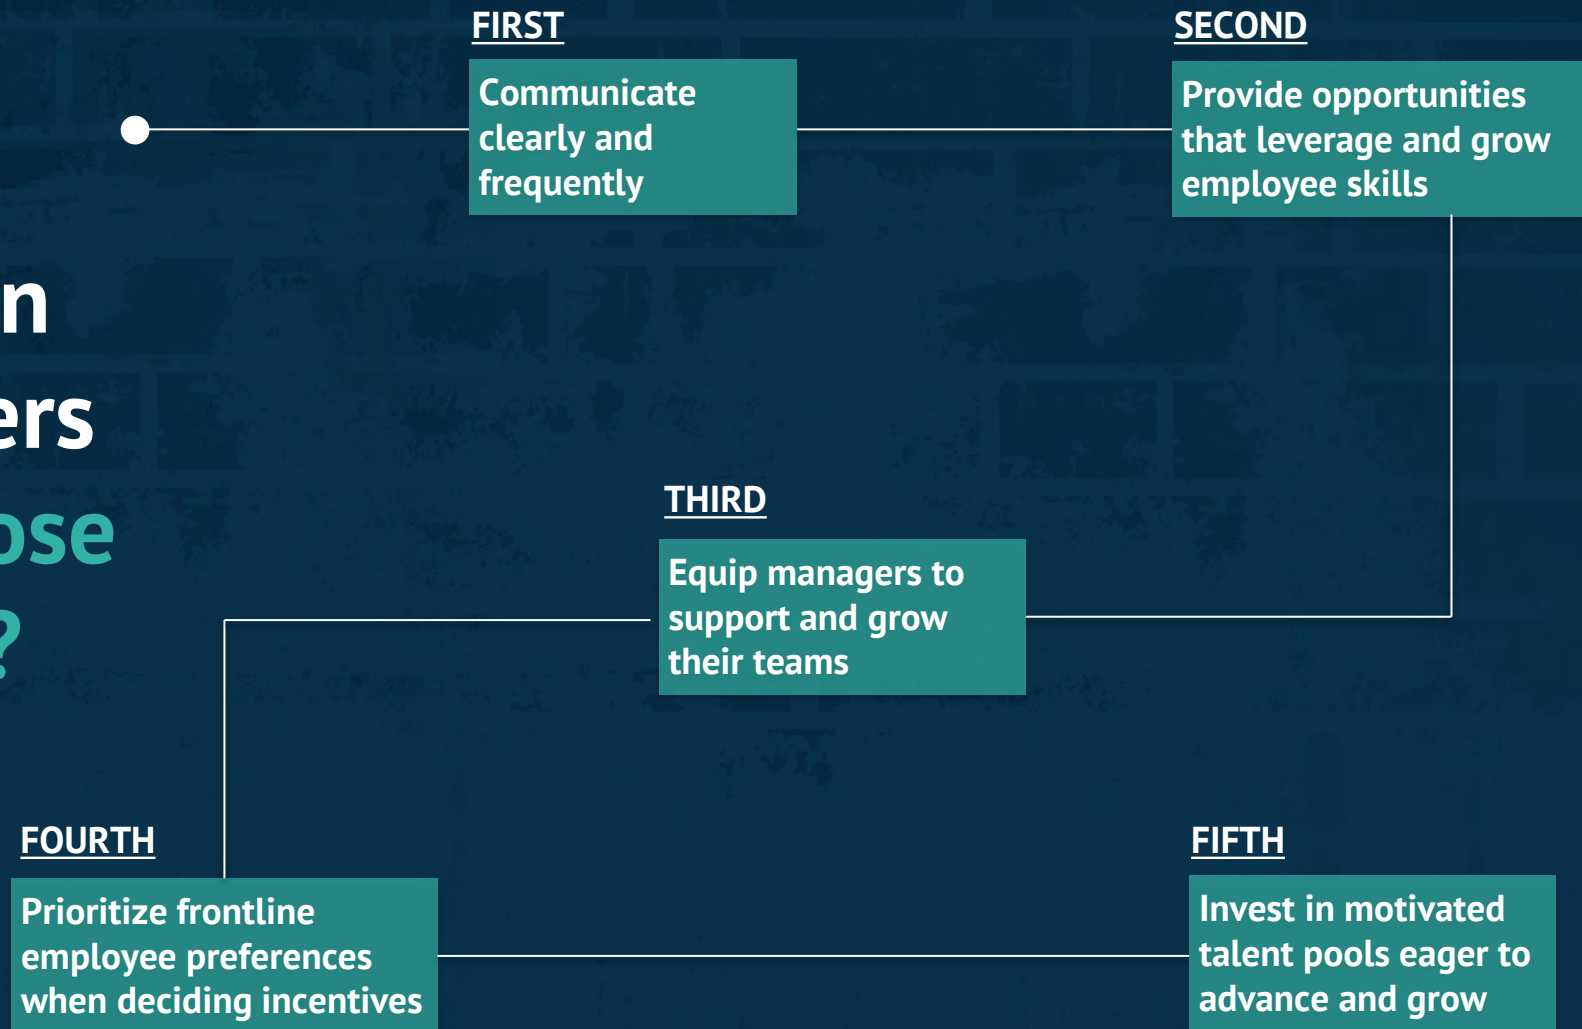 FIRST
Communicate
clearly and
frequently
SECOND
Provide opportunities
that leverage and grow
employee skills
n
ers
ose
?
THIRD
Equip managers to
support and grow
their teams
FOURTH
Prioritize frontline
employee preferences
when deciding incentives
FIFTH
Invest in motivated
talent pools eager to
advance and grow